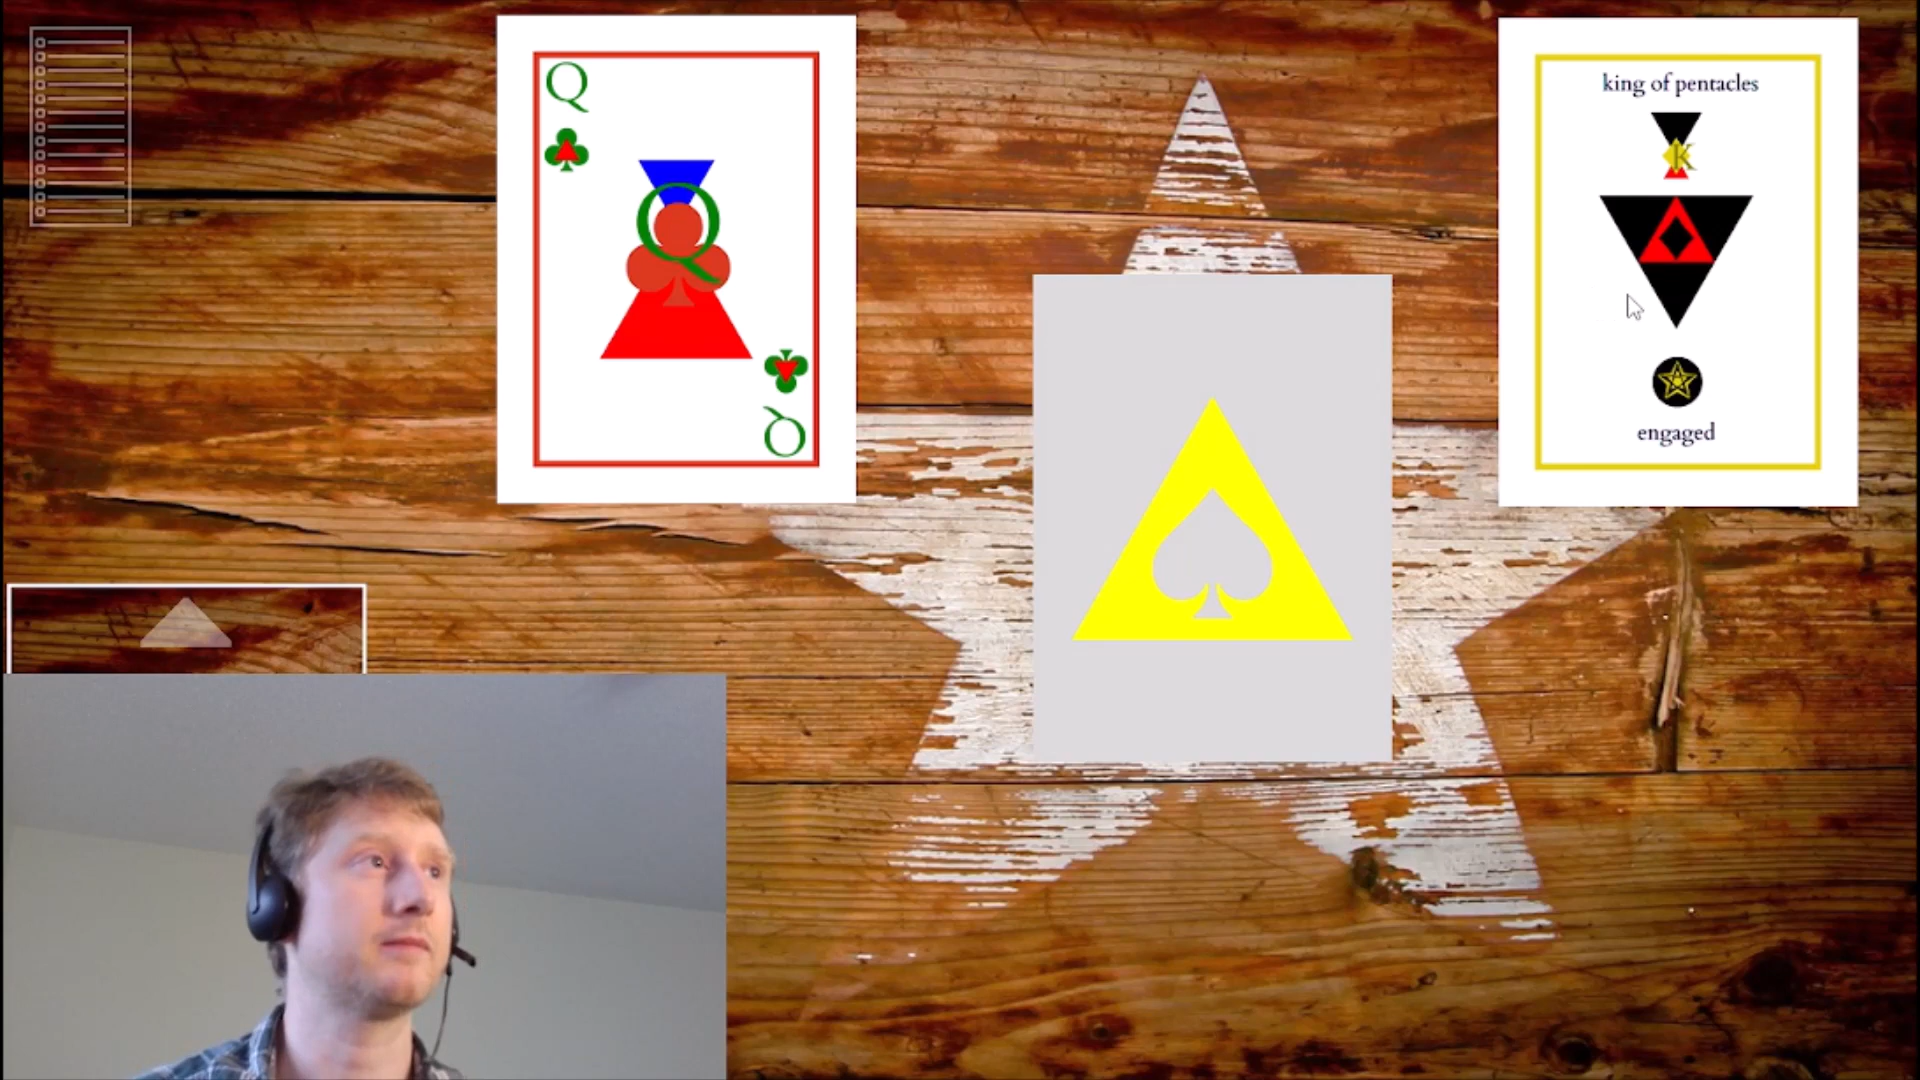 Q
Q
Q
king of pentacles
K
engaged